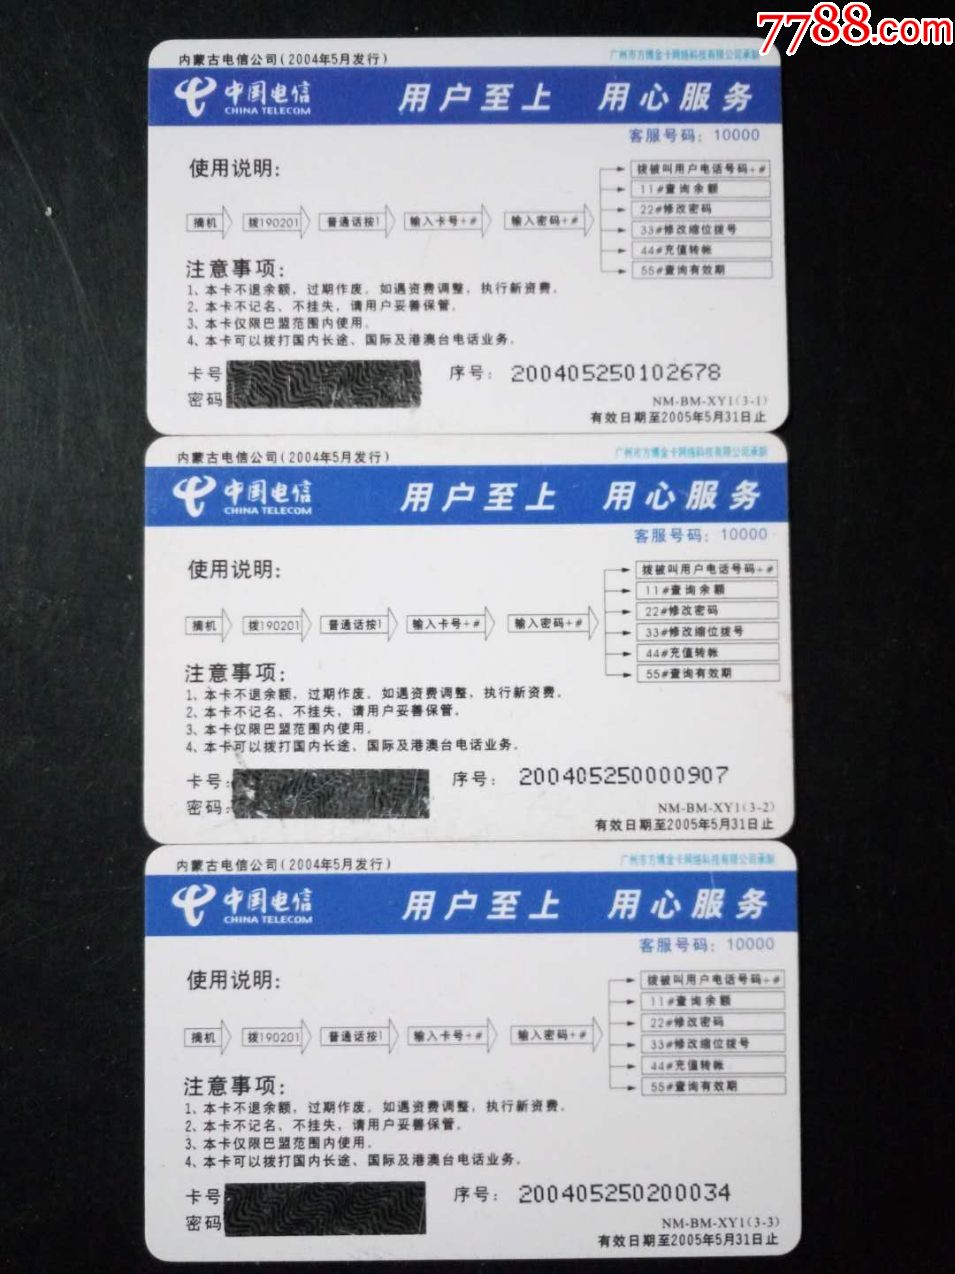 7788.com
内蒙古电信公司(2004年5月发行)
广州市方博金卡网络科技有限公司承制
中国电信
CHINA TELECOM
用户至上 用心服务
客服号码：10000
使用说明：
摘机 拨190201 普通话按1 输入卡号+# 输入密码+#
拨被叫用户电话号码+#
11#查询余额
22#修改密码
33#修改缩位拨号
44#充值转帐
55#查询有效期
注意事项：
1、本卡不退余额，过期作废。如遇资费调整，执行新资费。
2、本卡不记名、不挂失，请用户妥善保管。
3、本卡仅限巴盟范围内使用。
4、本卡可以拨打国内长途、国际及港澳台电话业务。
卡号
密码
序号：200405250102678
NM-BM-XY1(3-1)
有效日期至2005年5月31日止
内蒙古电信公司(2004年5月发行)
广州市方博金卡网络科技有限公司承制
中国电信
CHINA TELECOM
用户至上 用心服务
客服号码：10000
使用说明：
摘机 拨190201 普通话按1 输入卡号+# 输入密码+#
拨被叫用户电话号码+#
11#查询余额
22#修改密码
33#修改缩位拨号
44#充值转帐
55#查询有效期
注意事项：
1、本卡不退余额，过期作废。如遇资费调整，执行新资费。
2、本卡不记名、不挂失，请用户妥善保管。
3、本卡仅限巴盟范围内使用。
4、本卡可以拨打国内长途、国际及港澳台电话业务。
卡号：
密码：
序号：200405250000907
NM-BM-XY1(3-2)
有效日期至2005年5月31日止
内蒙古电信公司(2004年5月发行)
广州市方博金卡网络科技有限公司承制
中国电信
CHINA TELECOM
用户至上 用心服务
客服号码：10000
使用说明：
摘机 拨190201 普通话按1 输入卡号+# 输入密码+#
拨被叫用户电话号码+#
11#查询余额
22#修改密码
33#修改缩位拨号
44#充值转帐
55#查询有效期
注意事项：
1、本卡不退余额，过期作废。如遇资费调整，执行新资费。
2、本卡不记名、不挂失，请用户妥善保管。
3、本卡仅限巴盟范围内使用。
4、本卡可以拨打国内长途、国际及港澳台电话业务。
卡号
密码
序号：200405250200034
NM-BM-XY1(3-3)
有效日期至2005年5月31日止